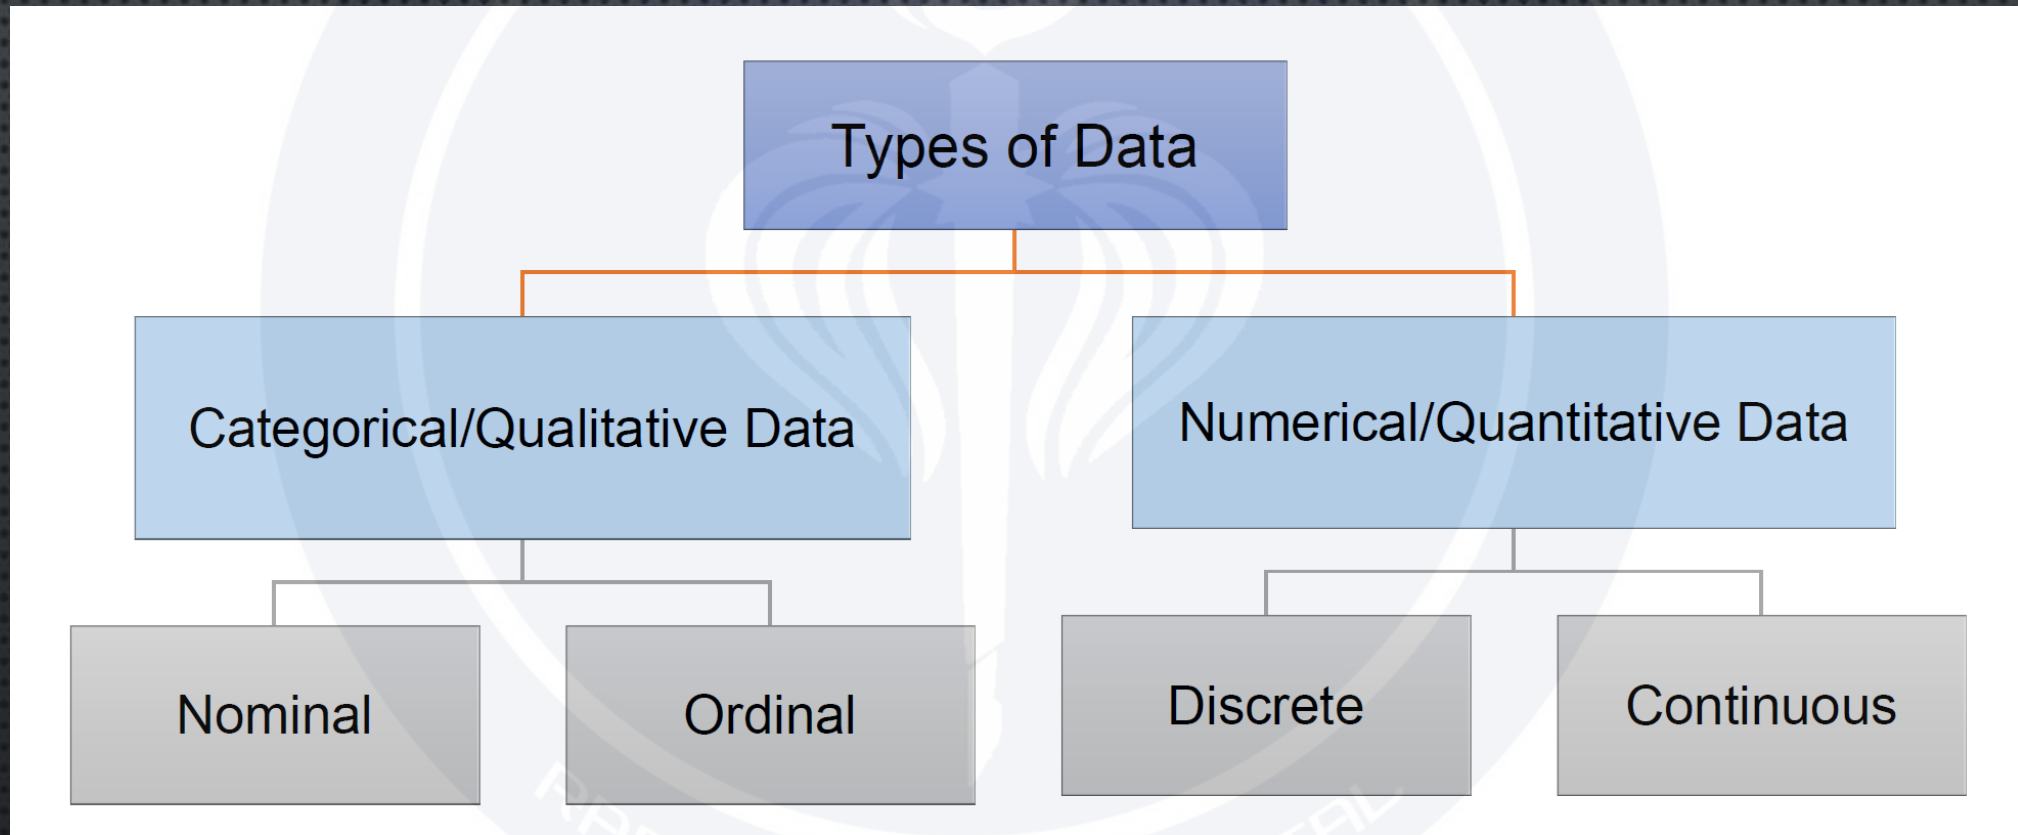 Types of Data
Categorical/Qualitative Data
Numerical/Quantitative Data
Nominal
Ordinal
Discrete
Continuous